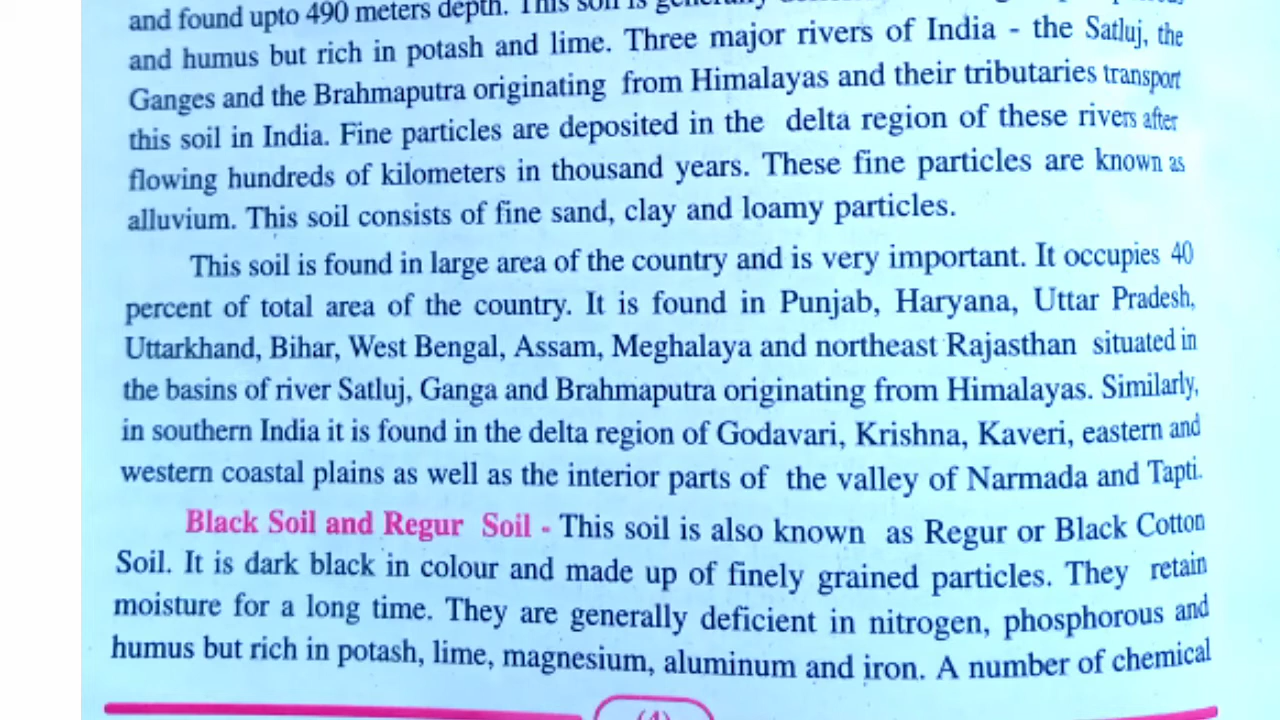 and found upto 490 meters depth. This soil is
and humus but rich in potash and lime. Three major rivers of India - the Satluj, the
Ganges and the Brahmaputra originating from Himalayas and their tributaries transport
this soil in India. Fine particles are deposited in the delta region of these rivers after
flowing hundreds of kilometers in thousand years. These fine particles are known as
alluvium. This soil consists of fine sand, clay and loamy particles.
This soil is found in large area of the country and is very important. It occupies 40
percent of total area of the country. It is found in Punjab, Haryana, Uttar Pradesh,
Uttarkhand, Bihar, West Bengal, Assam, Meghalaya and northeast Rajasthan situated in
the basins of river Satluj, Ganga and Brahmaputra originating from Himalayas. Similarly,
in southern India it is found in the delta region of Godavari, Krishna, Kaveri, eastern and
western coastal plains as well as the interior parts of the valley of Narmada and Tapti.
Black Soil and Regur Soil - This soil is also known as Regur or Black Cotton
Soil. It is dark black in colour and made up of finely grained particles. They retain
moisture for a long time. They are generally deficient in nitrogen, phosphorous and
humus but rich in potash, lime, magnesium, aluminum and iron. A number of chemical
(4)